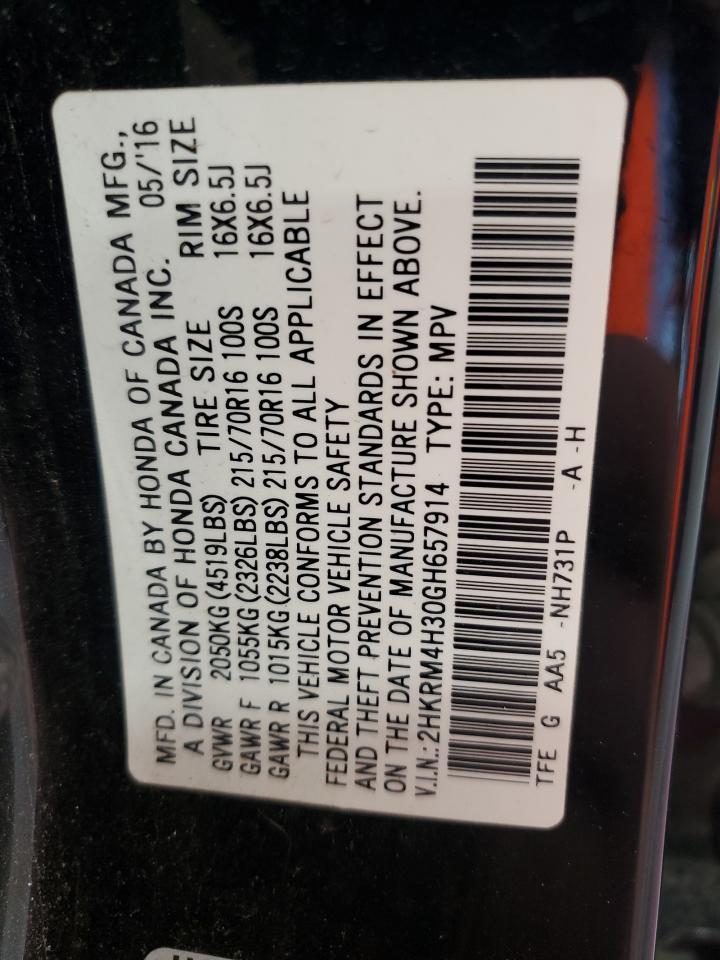 MFD. IN CANADA BY HONDA OF CANADA MFG.,
A DIVISION OF HONDA CANADA INC. 05/'16
GVWR 2050KG(4519LBS) TIRE SIZE RIM SIZE
GAWR F 1055KG(2326LBS) 215/70R16 100S 16X6.5J
GAWR R 1015KG(2238LBS) 215/70R16 100S 16X6.5J
THIS VEHICLE CONFORMS TO ALL APPLICABLE
FEDERAL MOTOR VEHICLE SAFETY
AND THEFT PREVENTION STANDARDS IN EFFECT
ON THE DATE OF MANUFACTURE SHOWN ABOVE.
V.I.N.:2HKRM4H30GH657914 TYPE: MPV
TFE G AA5 -NH731P -A -H